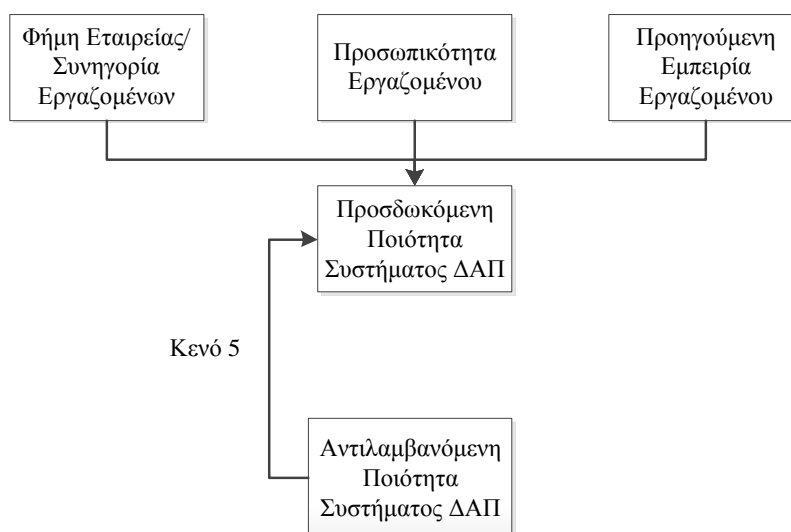 Φήμη Εταιρείας/
Συνηγορία
Εργαζομένων
Προσωπικότητα
Εργαζομένου
Προηγούμενη
Εμπειρία
Εργαζομένου
Προσδωκόμενη
Ποιότητα
Συστήματος ΔΑΠ
Κενό 5
Αντιλαμβανόμενη
Ποιότητα
Συστήματος ΔΑΠ